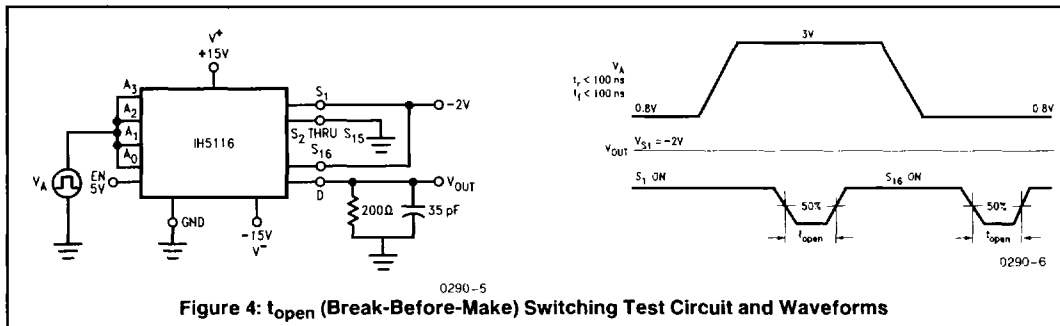 V+
+15V
A3
A2
A1
A0
IH5116
S1
−2V
S2 THRU S15
S16
EN
5V
VA
D
VOUT
200Ω
35 pF
GND
−15V
V−
0290-5
3V
VA
tr < 100 ns
tf < 100 ns
0.8V
0.8V
VOUT
VS1 = −2V
S1 ON
S16 ON
50%
50%
topen
topen
0290-6
Figure 4: topen (Break-Before-Make) Switching Test Circuit and Waveforms